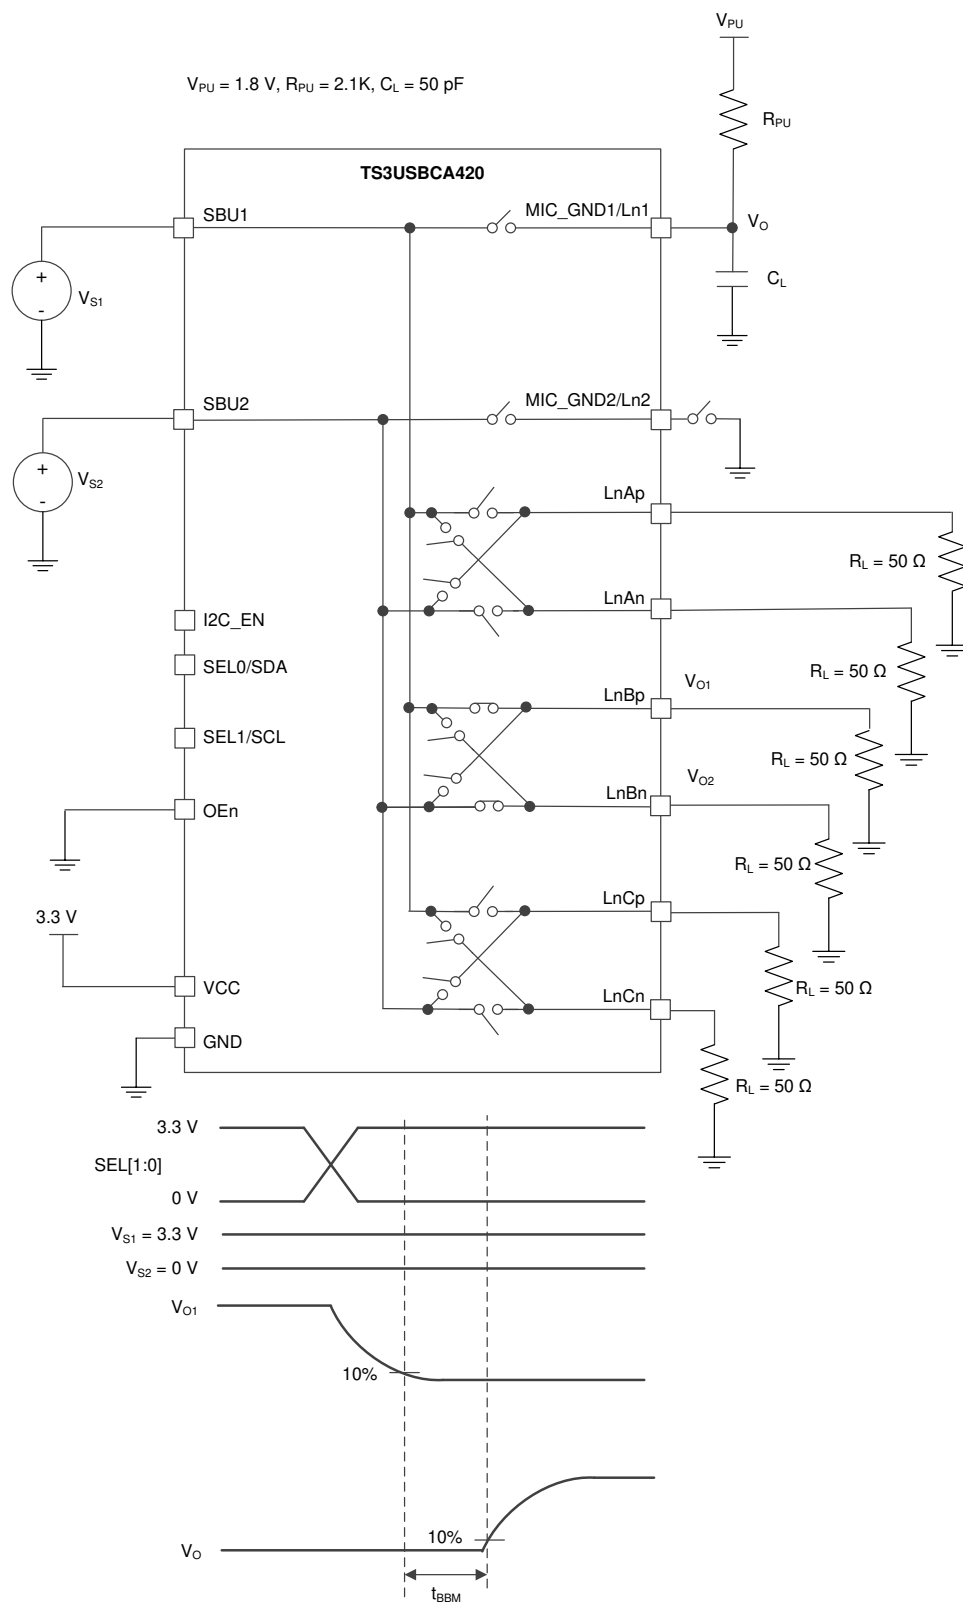 V_PU
V_PU = 1.8 V, R_PU = 2.1K, C_L = 50 pF
R_PU
TS3USBCA420
SBU1
MIC_GND1/Ln1
V_O
+
-
V_S1
C_L
SBU2
MIC_GND2/Ln2
+
-
V_S2
LnAp
R_L = 50 Ω
I2C_EN
LnAn
SEL0/SDA
R_L = 50 Ω
LnBp
V_O1
SEL1/SCL
R_L = 50 Ω
LnBn
V_O2
OEn
R_L = 50 Ω
3.3 V
LnCp
VCC
LnCn
R_L = 50 Ω
GND
R_L = 50 Ω
3.3 V
SEL[1:0]
0 V
V_S1 = 3.3 V
V_S2 = 0 V
V_O1
10%
10%
V_O
t_BBM